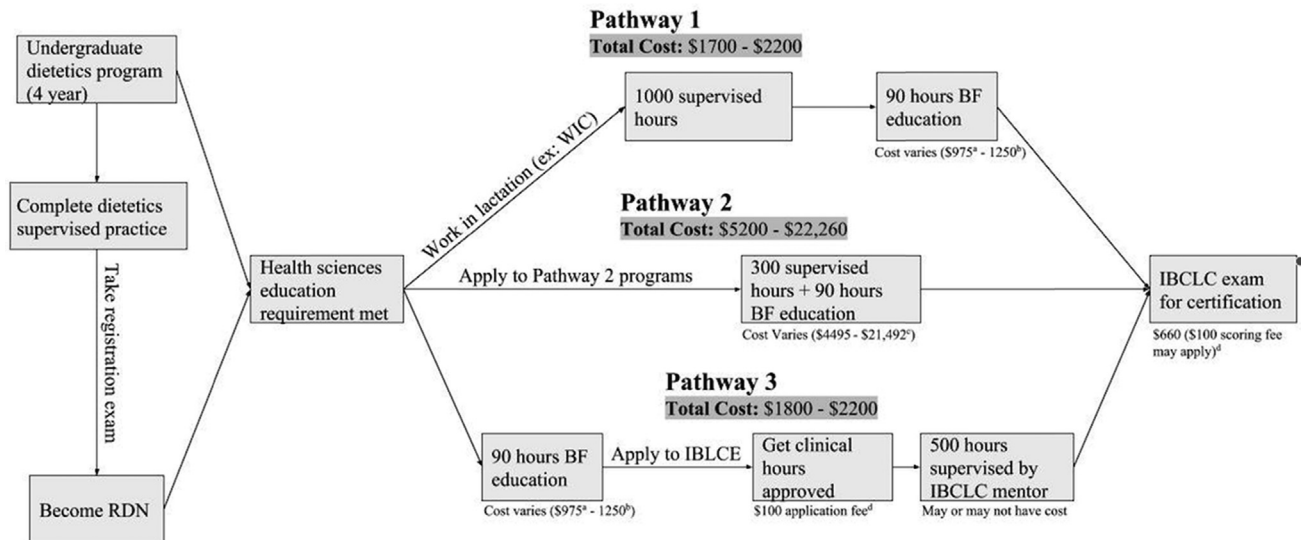 Undergraduate
dietetics program
(4 year)
Complete dietetics
supervised practice
Take registration exam
Become RDN
Health sciences
education
requirement met
Pathway 1
Total Cost: $1700 - $2200
Work in lactation (ex: WIC)
1000 supervised
hours
90 hours BF
education
Cost varies ($975ᵃ - 1250ᵇ)
Pathway 2
Total Cost: $5200 - $22,260
Apply to Pathway 2 programs
300 supervised
hours + 90 hours
BF education
Cost Varies ($4495 - $21,492ᶜ)
Pathway 3
Total Cost: $1800 - $2200
90 hours BF
education
Cost varies ($975ᵃ - 1250ᵇ)
Apply to IBLCE
Get clinical
hours
approved
$100 application feeᵈ
500 hours
supervised by
IBCLC mentor
May or may not have cost
IBCLC exam
for certification
$660 ($100 scoring fee
may apply)ᵈ